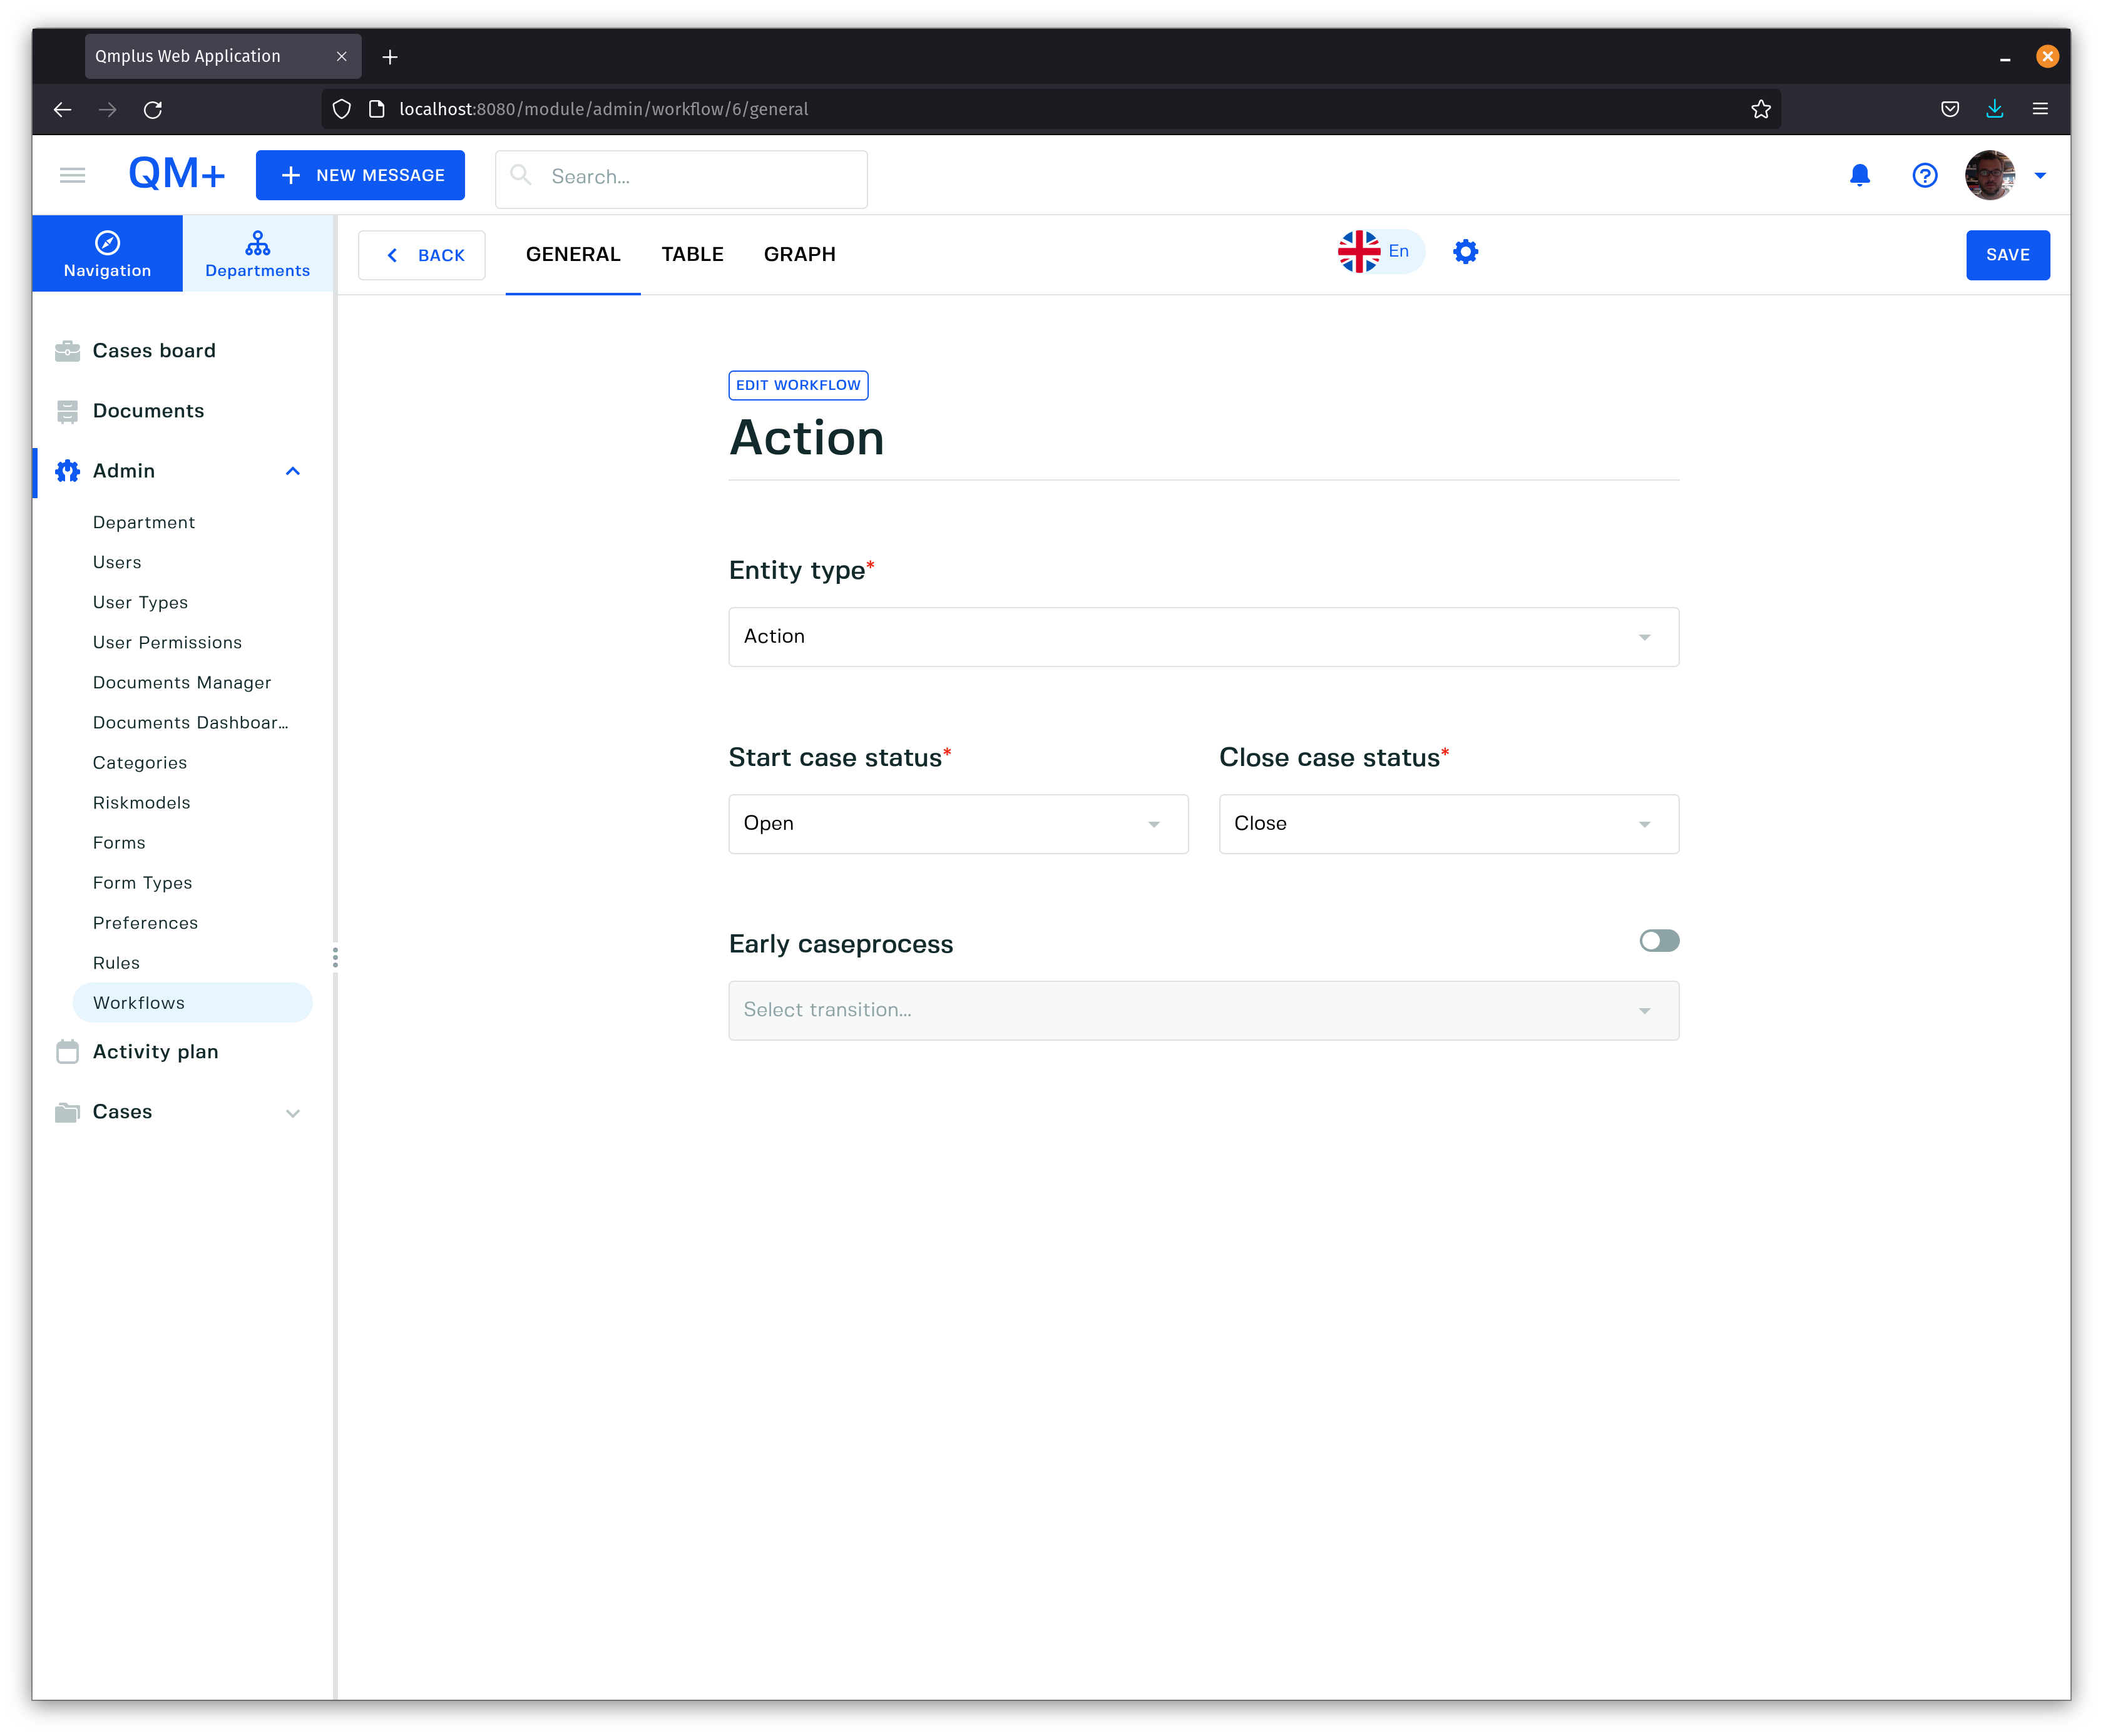 Qmplus Web Application
localhost:8080/module/admin/workflow/6/general
QM+
NEW MESSAGE
Search...
Navigation
Departments
BACK
GENERAL
TABLE
GRAPH
En
SAVE
Cases board
Documents
Admin
Department
Users
User Types
User Permissions
Documents Manager
Documents Dashboar...
Categories
Riskmodels
Forms
Form Types
Preferences
Rules
Workflows
Activity plan
Cases
EDIT WORKFLOW
Action
Entity type*
Action
Start case status*
Close case status*
Open
Close
Early caseprocess
Select transition...